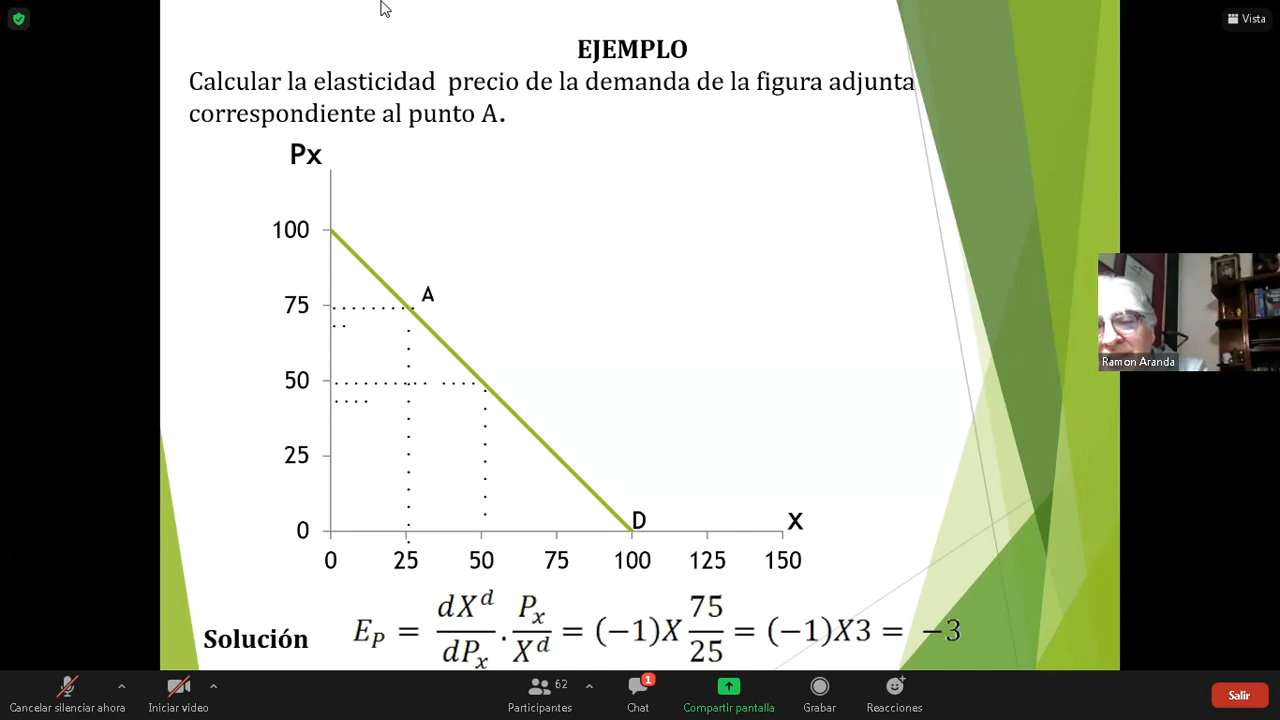 Vista
EJEMPLO
Calcular la elasticidad precio de la demanda de la figura adjunta
correspondiente al punto A.
Px
100
75
50
25
0
A
D
X
0 25 50 75 100 125 150
Ramon Aranda
Solución E_P = dX^d/dP_x . P_x/X^d = (−1)X 75/25 = (−1)X3 = −3
62
1
Cancelar silenciar ahora
Iniciar video
Participantes
Chat
Compartir pantalla
Grabar
Reacciones
Salir